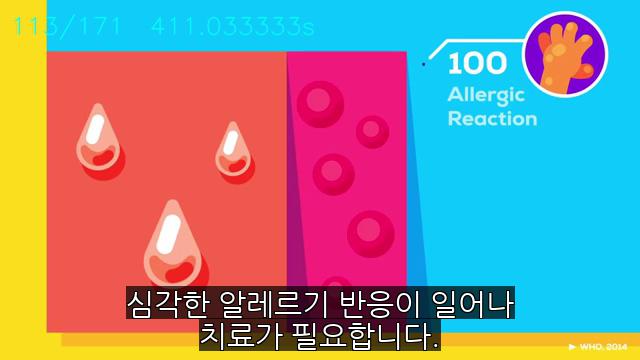 113/171 411.033333s
100
Allergic
Reaction
심각한 알레르기 반응이 일어나
치료가 필요합니다.
▶ WHO, 2014